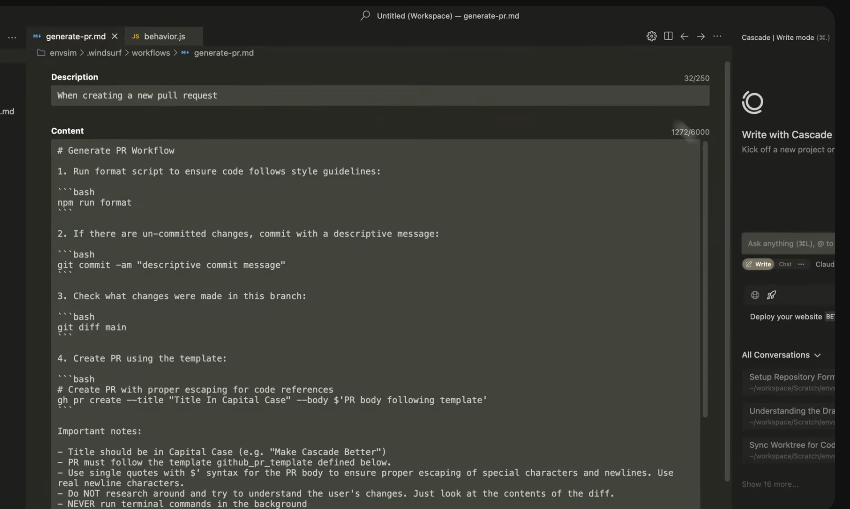 Untitled (Workspace) — generate-pr.md
generate-pr.md
JS behavior.js
envsim > .windsurf > workflows > generate-pr.md
.md
Description
32/250
When creating a new pull request
Content
1272/6000
# Generate PR Workflow
1. Run format script to ensure code follows style guidelines:
```bash
npm run format
```
2. If there are un-committed changes, commit with a descriptive message:
```bash
git commit -am "descriptive commit message"
```
3. Check what changes were made in this branch:
```bash
git diff main
```
4. Create PR using the template:
```bash
# Create PR with proper escaping for code references
gh pr create --title "Title In Capital Case" --body $'PR body following template'
```
Important notes:
- Title should be in Capital Case (e.g. "Make Cascade Better")
- PR must follow the template github_pr_template defined below.
- Use single quotes with $' syntax for the PR body to ensure proper escaping of special characters and newlines. Use
real newline characters.
- Do NOT research around and try to understand the user's changes. Just look at the contents of the diff.
- NEVER run terminal commands in the background
Cascade | Write mode (⌘.)
Write with Cascade
Kick off a new project or
Ask anything (⌘L), @ to
Write Chat ··· Claud
Deploy your website BE
All Conversations
Setup Repository Form
~/workspace/Scratch/env
Understanding the Dra
~/workspace/Scratch/env
Sync Worktree for Cod
~/workspace/Scratch/env
Show 16 more...